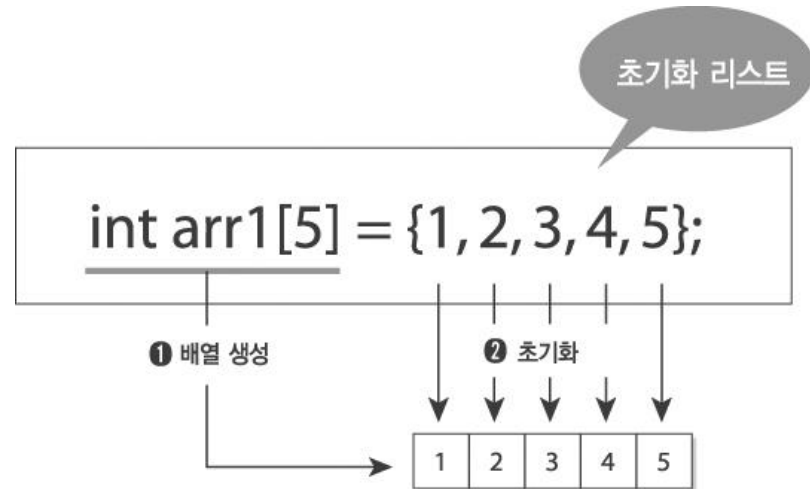 초기화 리스트
int arr1[5] = {1, 2, 3, 4, 5};
❶ 배열 생성
❷ 초기화
1 2 3 4 5